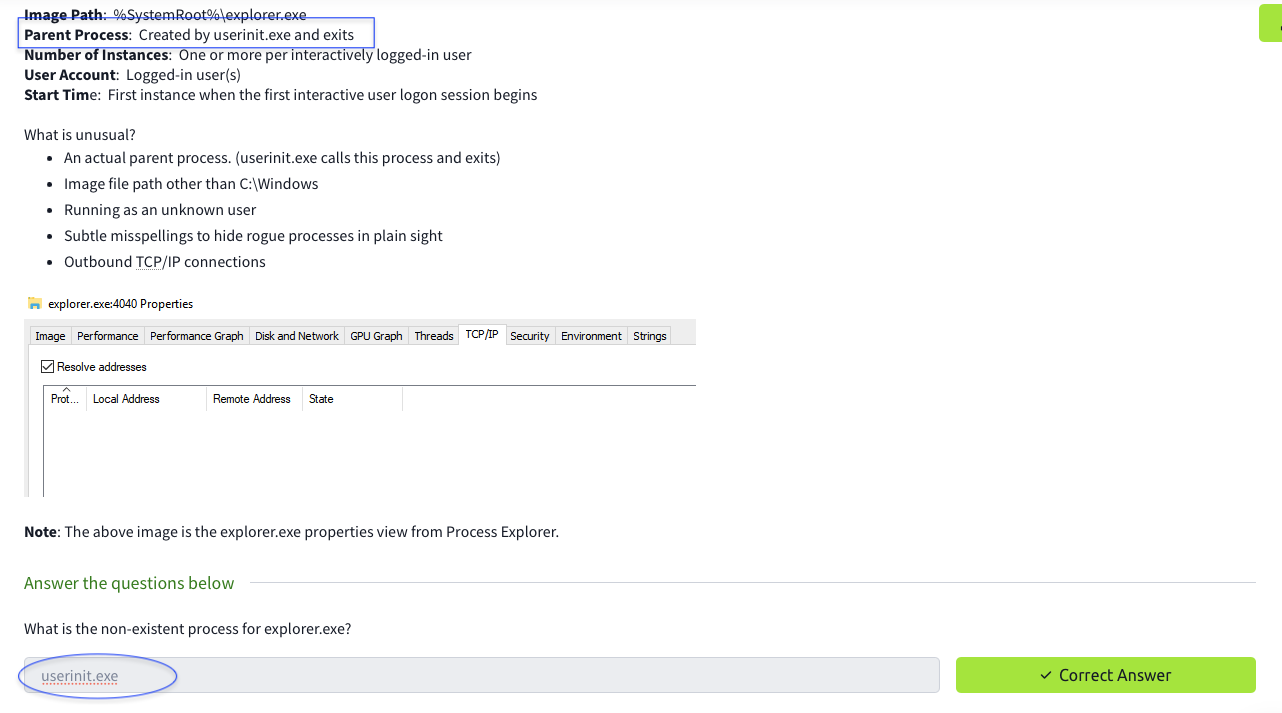 Image Path:  %SystemRoot%\explorer.exe
Parent Process:  Created by userinit.exe and exits
Number of Instances:  One or more per interactively logged-in user
User Account:  Logged-in user(s)
Start Time:  First instance when the first interactive user logon session begins
What is unusual?
• An actual parent process. (userinit.exe calls this process and exits)
• Image file path other than C:\Windows
• Running as an unknown user
• Subtle misspellings to hide rogue processes in plain sight
• Outbound TCP/IP connections
explorer.exe:4040 Properties
Image Performance Performance Graph Disk and Network GPU Graph Threads TCP/IP Security Environment Strings
Resolve addresses
Prot... Local Address Remote Address State
Note: The above image is the explorer.exe properties view from Process Explorer.
Answer the questions below
What is the non-existent process for explorer.exe?
userinit.exe ✓ Correct Answer